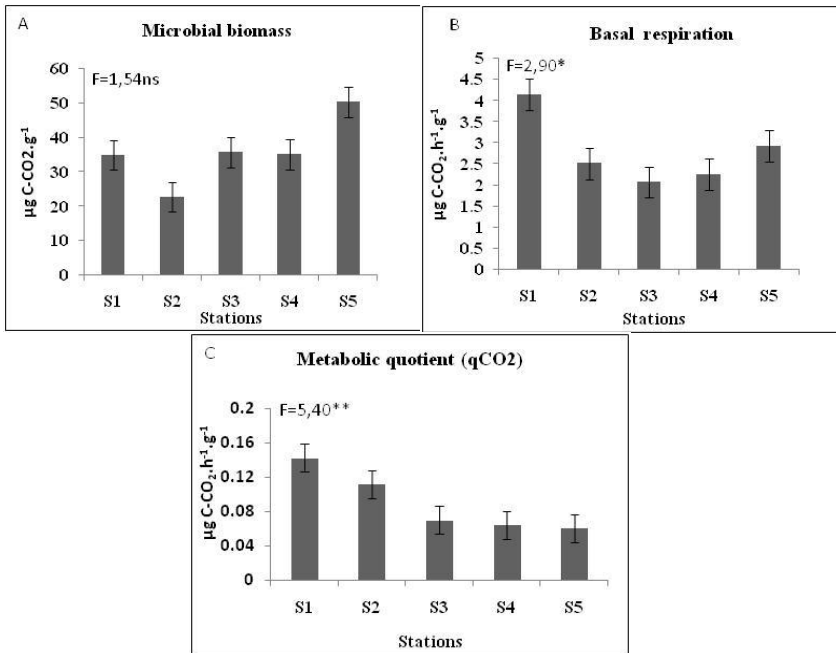 A
Microbial biomass
F=1,54ns
µg C-CO2.g⁻¹
60
50
40
30
20
10
0
S1 S2 S3 S4 S5
Stations
B
Basal respiration
F=2,90*
µg C-CO₂.h⁻¹.g⁻¹
5
4.5
4
3.5
3
2.5
2
1.5
1
0.5
0
S1 S2 S3 S4 S5
Stations
C
Metabolic quotient (qCO2)
F=5,40**
µg C-CO₂.h⁻¹.g⁻¹
0.2
0.16
0.12
0.08
0.04
0
S1 S2 S3 S4 S5
Stations